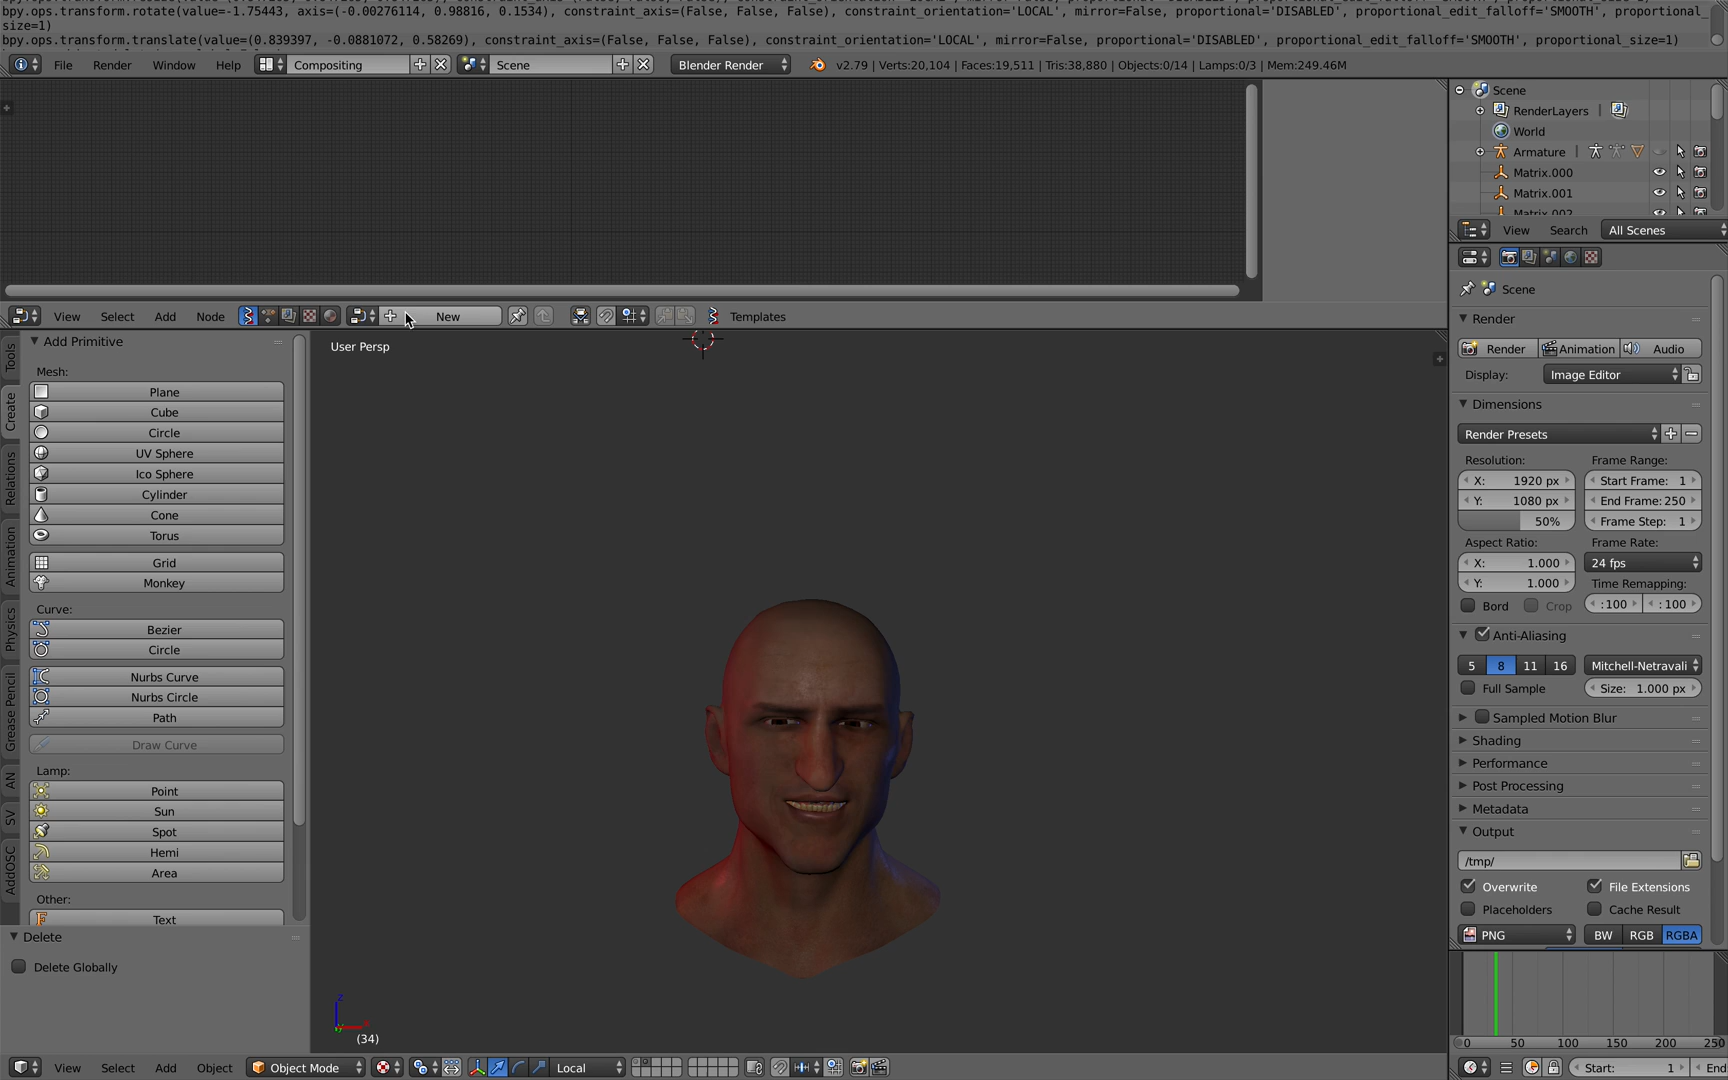 bpy.ops.transform.rotate(value=-1.75443, axis=(-0.00276114, 0.98816, 0.1534), constraint_axis=(False, False, False), constraint_orientation='LOCAL', mirror=False, proportional='DISABLED', proportional_edit_falloff='SMOOTH', proportional_
size=1)
bpy.ops.transform.translate(value=(0.839397, -0.0881072, 0.58269), constraint_axis=(False, False, False), constraint_orientation='LOCAL', mirror=False, proportional='DISABLED', proportional_edit_falloff='SMOOTH', proportional_size=1)
File Render Window Help Compositing Scene Blender Render v2.79 | Verts:20,104 | Faces:19,511 | Tris:38,880 | Objects:0/14 | Lamps:0/3 | Mem:249.46M
Scene
RenderLayers |
World
Armature |
Matrix.000
Matrix.001
Matrix.002
View Search All Scenes
View Select Add Node New Templates
Tools
Create
Relations
Animation
Physics
Grease Pencil
AN
SV
AddOSC
Add Primitive
Mesh:
Plane
Cube
Circle
UV Sphere
Ico Sphere
Cylinder
Cone
Torus
Grid
Monkey
Curve:
Bezier
Circle
Nurbs Curve
Nurbs Circle
Path
Draw Curve
Lamp:
Point
Sun
Spot
Hemi
Area
Other:
Text
Delete
Delete Globally
User Persp
z
x
y
(34)
Scene
Render
Render Animation Audio
Display: Image Editor
Dimensions
Render Presets
Resolution: Frame Range:
X: 1920 px Start Frame: 1
Y: 1080 px End Frame: 250
50% Frame Step: 1
Aspect Ratio: Frame Rate:
X: 1.000 24 fps
Y: 1.000 Time Remapping:
Bord Crop :100 : 100
Anti-Aliasing
5 8 11 16 Mitchell-Netravali
Full Sample Size: 1.000 px
Sampled Motion Blur
Shading
Performance
Post Processing
Metadata
Output
/tmp/
Overwrite File Extensions
Placeholders Cache Result
PNG BW RGB RGBA
0 50 100 150 200 250
View Select Add Object Object Mode Local
Start: 1 End